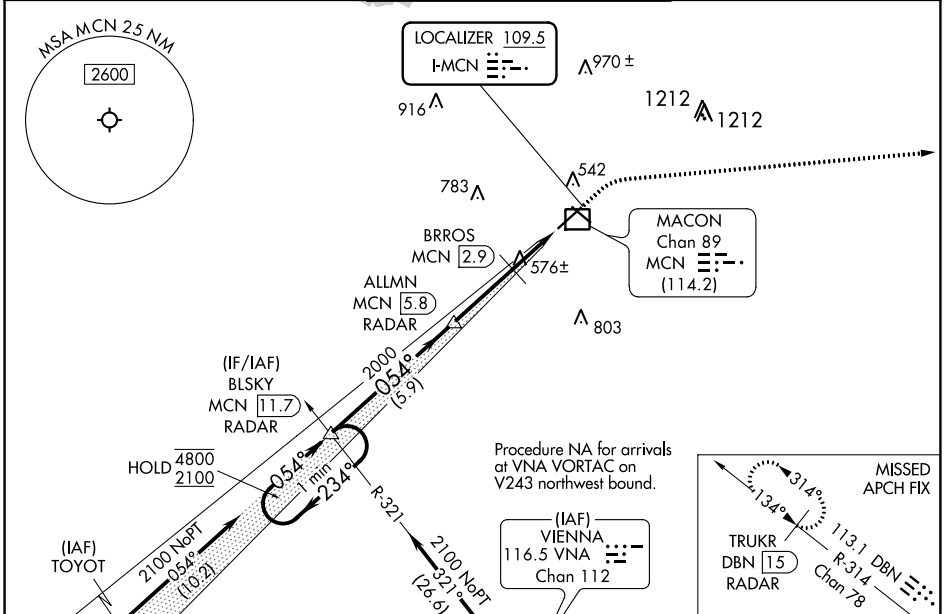 MSA MCN 25 NM
2600
LOCALIZER 109.5
I-MCN
970 ±
916
1212
1212
542
783
MACON
Chan 89
MCN
(114.2)
BRROS
MCN 2.9
576±
ALLMN
MCN 5.8
RADAR
803
2000
054°
(5.9)
(IF/IAF)
BLSKY
MCN 11.7
RADAR
HOLD 4800
2100
054°
1 min
234°
R-321
Procedure NA for arrivals
at VNA VORTAC on
V243 northwest bound.
(IAF)
TOYOT
2100 NoPT
054°
(10.2)
2100 NoPT
321°
(26.6)
(IAF)
VIENNA
116.5 VNA
Chan 112
MISSED
APCH FIX
314°
134°
TRUKR
DBN 15
RADAR
113.1 DBN
R-314
Chan 78